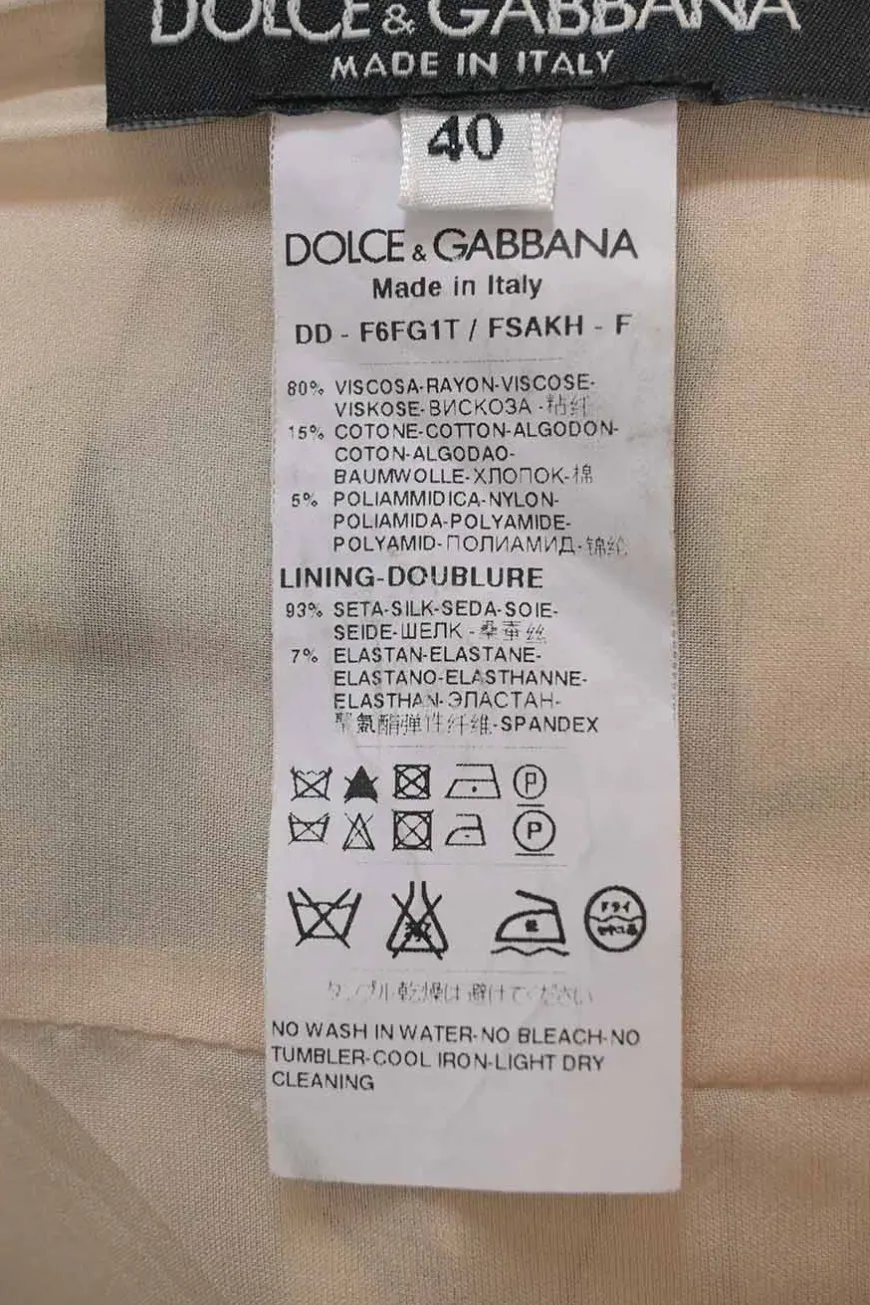 DOLCE & GABBANA
MADE IN ITALY
40
DOLCE & GABBANA
Made in Italy
DD - F6FG1T / FSAKH - F
80% VISCOSA-RAYON-VISCOSE-
VISKOSE-ВИСКОЗА -粘纤
15% COTONE-COTTON-ALGODON-
COTON-ALGODAO-
BAUMWOLLE-ХЛОПОК-棉
5% POLIAMMIDICA-NYLON-
POLIAMIDA-POLYAMIDE-
POLYAMID-ПОЛИАМИД-锦纶
LINING-DOUBLURE
93% SETA-SILK-SEDA-SOIE-
SEIDE-ШЕЛК -桑蚕丝
7% ELASTAN-ELASTANE-
ELASTANO-ELASTHANNE-
ELASTHAN-ЭЛАСТАН-
聚氨酯弹性纤维-SPANDEX
P
P
低
ドライ
セキユ系
タンブル乾燥は避けてください
NO WASH IN WATER-NO BLEACH-NO
TUMBLER-COOL IRON-LIGHT DRY
CLEANING